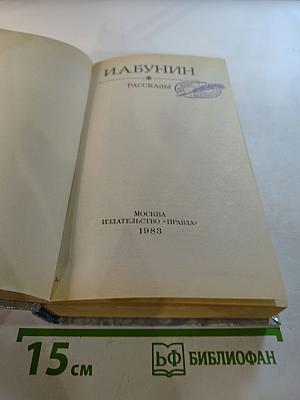 И.А.БУНИН
РАССКАЗЫ
МОСКВА
ИЗДАТЕЛЬСТВО «ПРАВДА»
1983
15 см
БФ БИБЛИОФАН